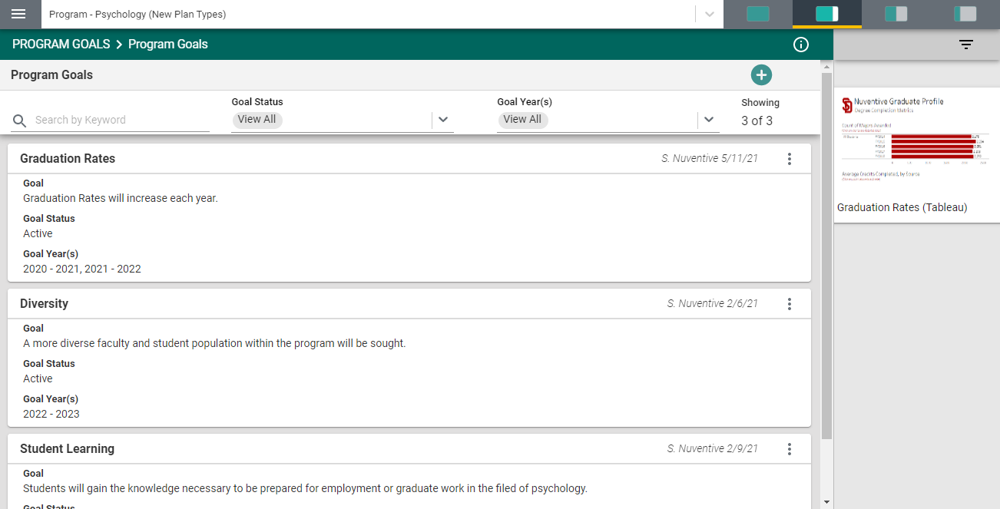 Program - Psychology (New Plan Types)
PROGRAM GOALS > Program Goals
Program Goals
Search by Keyword
Goal Status
View All
Goal Year(s)
View All
Showing
3 of 3
Graduation Rates
S. Nuventive 5/11/21
Goal
Graduation Rates will increase each year.
Goal Status
Active
Goal Year(s)
2020 - 2021, 2021 - 2022
Diversity
S. Nuventive 2/6/21
Goal
A more diverse faculty and student population within the program will be sought.
Goal Status
Active
Goal Year(s)
2022 - 2023
Student Learning
S. Nuventive 2/9/21
Goal
Students will gain the knowledge necessary to be prepared for employment or graduate work in the filed of psychology.
Goal Status
Nuventive Graduate Profile
Degree Completion Metrics
Count of Majors Awarded
Average Credits Completed, by Source
Graduation Rates (Tableau)